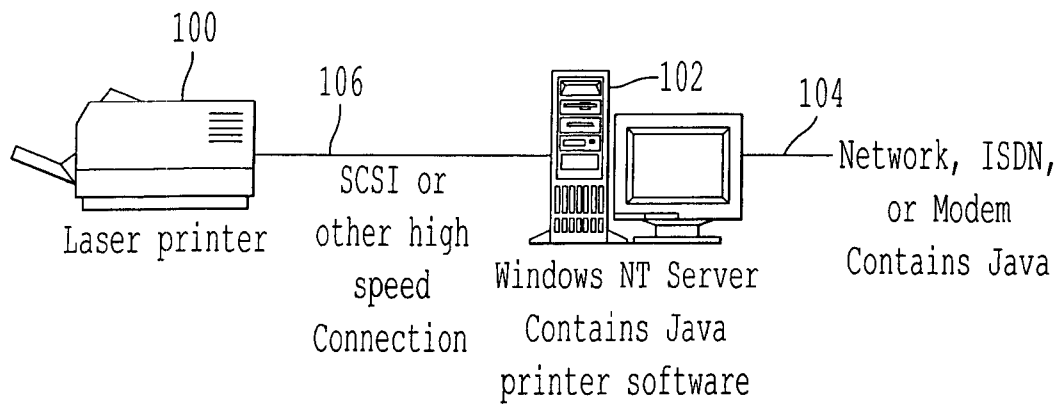 100
106
102
104
Laser printer
SCSI or
other high
speed
Connection
Windows NT Server
Contains Java
printer software
Network, ISDN,
or Modem
Contains Java